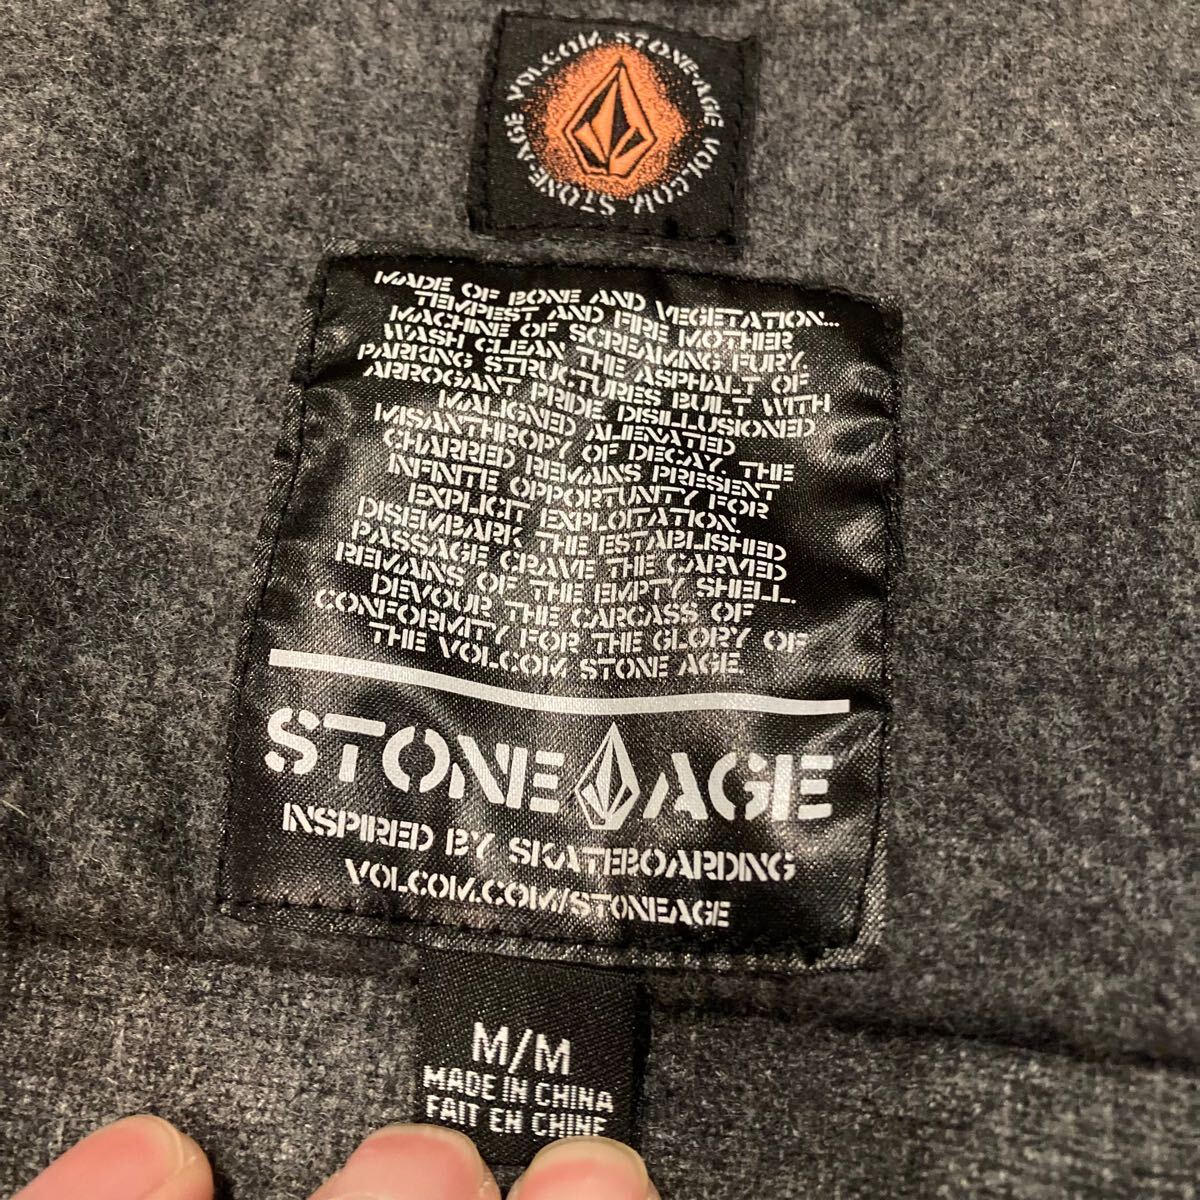 VOLCOM STONE-AGE VOLCOM STONE-AGE
MADE OF BONE AND VEGETATION...
TEMPEST AND FIRE MOTHER
MACHINE OF SCREAMING FURY.
WASH CLEAN THE ASPHALT OF
PARKING STRUCTURES BUILT WITH
ARROGANT PRIDE DISILLUSIONED
MALIGNED ALIENATED
MISANTHROPY OF DECAY. THE
CHARRED REMAINS PRESENT
INFINITE OPPORTUNITY FOR
EXPLICIT EXPLOITATION.
DISEMBARK THE ESTABLISHED
PASSAGE CRAVE THE CARVED
REMAINS OF THE EMPTY SHELL.
DEVOUR THE CARCASS OF
CONFORMITY FOR THE GLORY OF
THE VOLCOM STONE AGE
STONE AGE
INSPIRED BY SKATEBOARDING
VOLCOM.COM/STONEAGE
M/M
MADE IN CHINA
FAIT EN CHINE